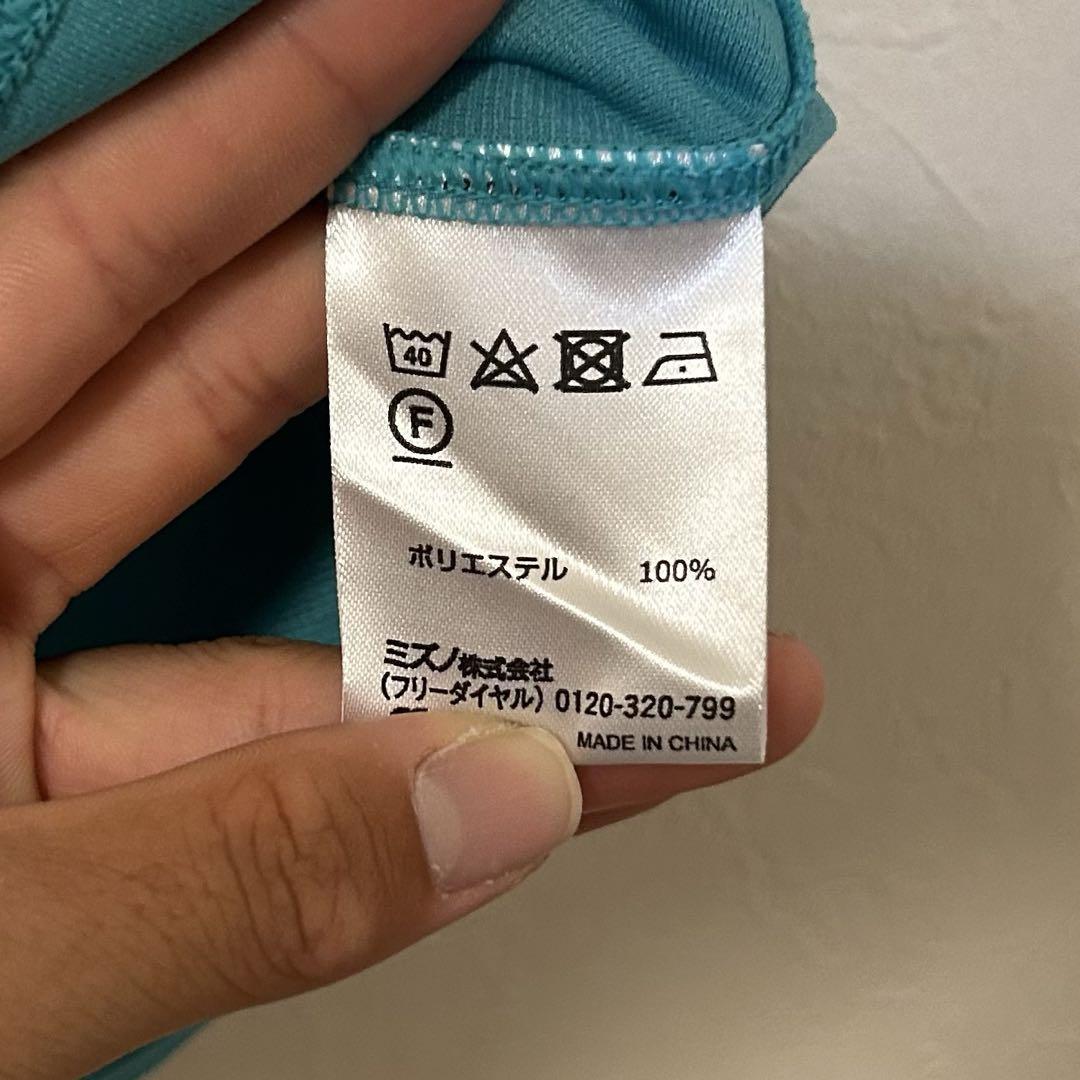 40
F
ポリエステル 100%
ミズノ株式会社
(フリーダイヤル) 0120-320-799
MADE IN CHINA